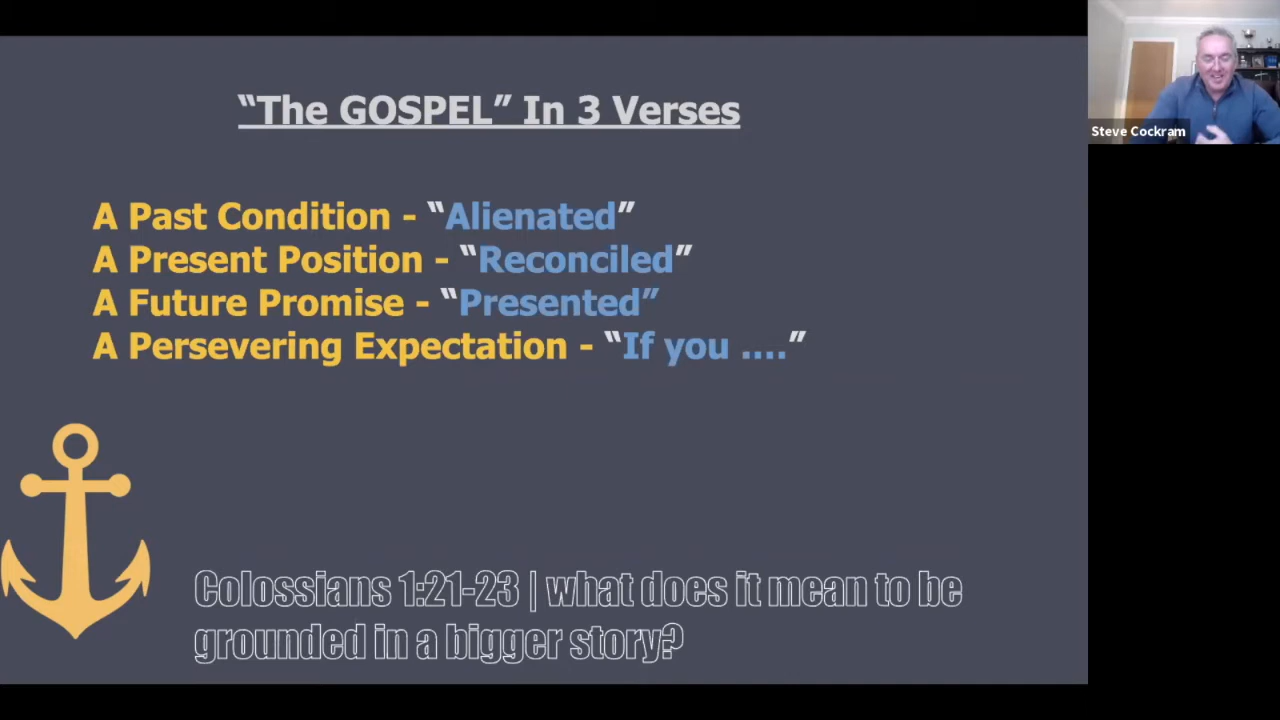 “The GOSPEL” In 3 Verses
A Past Condition - “Alienated”
A Present Position - “Reconciled”
A Future Promise - “Presented”
A Persevering Expectation - “If you ....”
Colossians 1:21-23 | what does it mean to be
grounded in a bigger story?
Steve Cockram